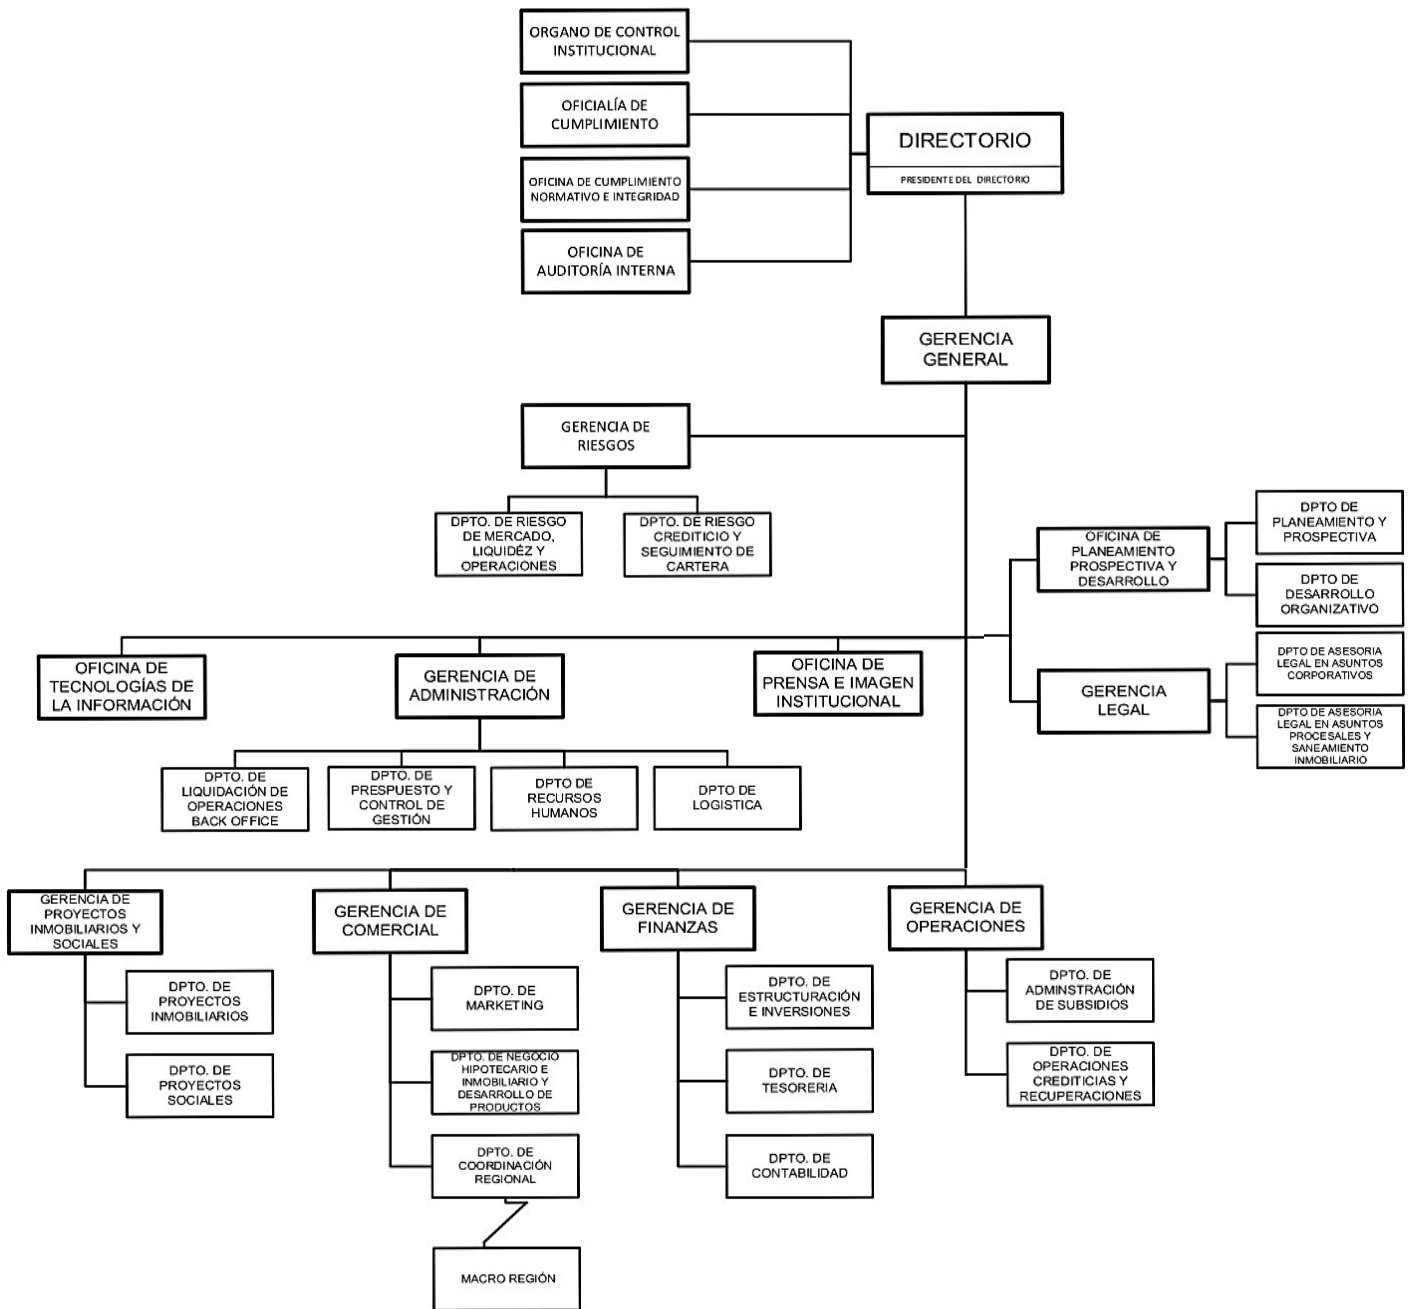 ORGANO DE CONTROL
INSTITUCIONAL
OFICIALÍA DE
CUMPLIMIENTO
OFICINA DE CUMPLIMIENTO
NORMATIVO E INTEGRIDAD
OFICINA DE
AUDITORÍA INTERNA
DIRECTORIO
PRESIDENTE DEL DIRECTORIO
GERENCIA
GENERAL
GERENCIA DE
RIESGOS
DPTO. DE RIESGO
DE MERCADO,
LIQUIDÉZ Y
OPERACIONES
DPTO. DE RIESGO
CREDITICIO Y
SEGUIMIENTO DE
CARTERA
OFICINA DE
PLANEAMIENTO
PROSPECTIVA Y
DESARROLLO
DPTO DE
PLANEAMIENTO Y
PROSPECTIVA
DPTO DE
DESARROLLO
ORGANIZATIVO
GERENCIA
LEGAL
DPTO DE ASESORIA
LEGAL EN ASUNTOS
CORPORATIVOS
DPTO DE ASESORIA
LEGAL EN ASUNTOS
PROCESALES Y
SANEAMIENTO
INMOBILIARIO
OFICINA DE
TECNOLOGÍAS DE
LA INFORMACIÓN
GERENCIA DE
ADMINISTRACIÓN
OFICINA DE
PRENSA E IMAGEN
INSTITUCIONAL
DPTO. DE
LIQUIDACIÓN DE
OPERACIONES
BACK OFFICE
DPTO. DE
PRESPUESTO Y
CONTROL DE
GESTIÓN
DPTO DE
RECURSOS
HUMANOS
DPTO DE
LOGISTICA
GERENCIA DE
PROYECTOS
INMOBILIARIOS Y
SOCIALES
DPTO. DE
PROYECTOS
INMOBILIARIOS
DPTO. DE
PROYECTOS
SOCIALES
GERENCIA DE
COMERCIAL
DPTO. DE
MARKETING
DPTO. DE NEGOCIO
HIPOTECARIO E
INMOBILIARIO Y
DESARROLLO DE
PRODUCTOS
DPTO. DE
COORDINACIÓN
REGIONAL
MACRO REGIÓN
GERENCIA DE
FINANZAS
DPTO. DE
ESTRUCTURACIÓN
E INVERSIONES
DPTO. DE
TESORERIA
DPTO. DE
CONTABILIDAD
GERENCIA DE
OPERACIONES
DPTO. DE
ADMINSTRACIÓN
DE SUBSIDIOS
DPTO. DE
OPERACIONES
CREDITICIAS Y
RECUPERACIONES